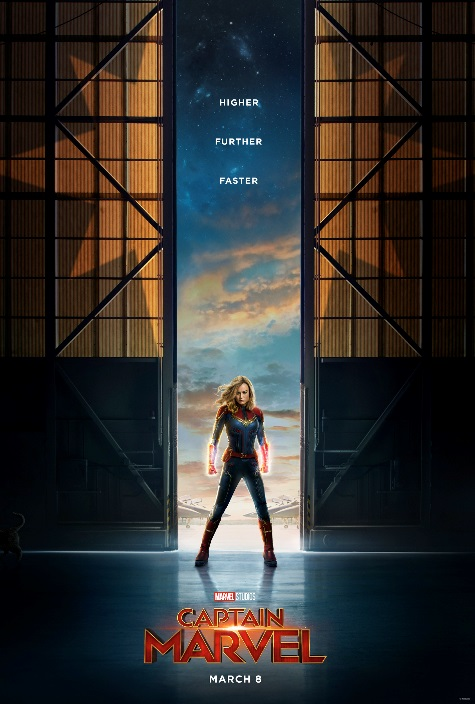 HIGHER
FURTHER
FASTER
MARVEL STUDIOS
CAPTAIN
MARVEL
MARCH 8